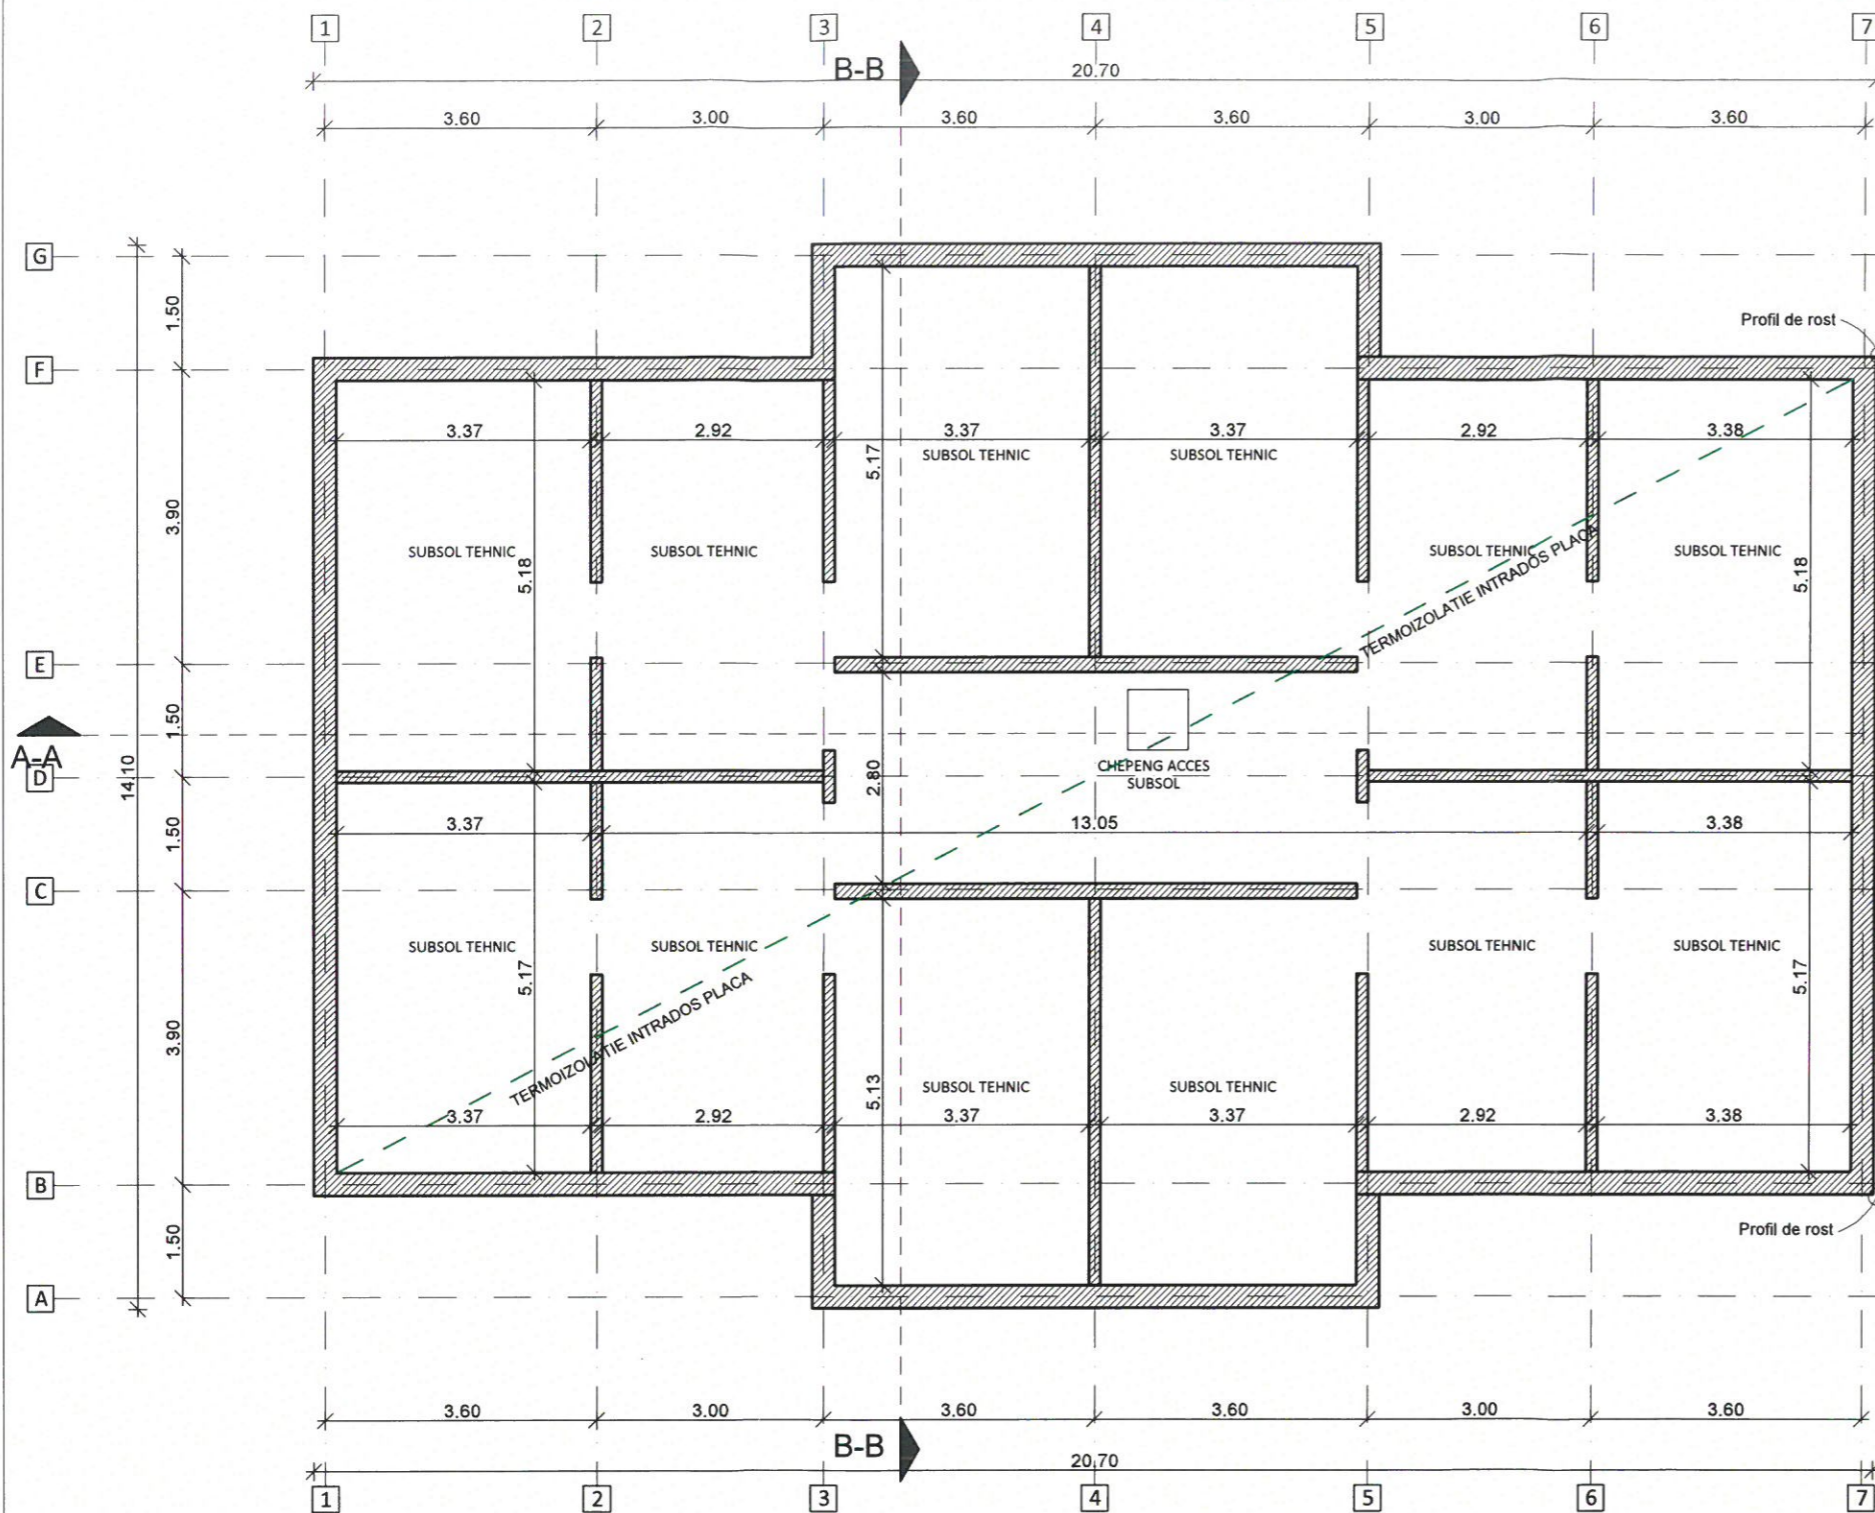 1 2 3 4 5 6 7
B-B
20.70
3.60 3.00 3.60 3.60 3.00 3.60
G
1.50
Profil de rost
F
3.37 2.92 3.37 3.37 2.92 3.38
SUBSOL TEHNIC SUBSOL TEHNIC
5.17
3.90
SUBSOL TEHNIC SUBSOL TEHNIC SUBSOL TEHNIC SUBSOL TEHNIC
5.18 5.18
TERMOIZOLATIE INTRADOS PLACA
E
1.50
A-A
14.10
D
2.80
CHEPENG ACCES
SUBSOL
1.50
3.37 13.05 3.38
C
SUBSOL TEHNIC SUBSOL TEHNIC SUBSOL TEHNIC SUBSOL TEHNIC
5.17 5.17
3.90
TERMOIZOLATIE INTRADOS PLACA
5.13
SUBSOL TEHNIC SUBSOL TEHNIC
3.37 2.92 3.37 3.37 2.92 3.38
B
1.50
Profil de rost
A
3.60 3.00 3.60 3.60 3.00 3.60
B-B
20.70
1 2 3 4 5 6 7